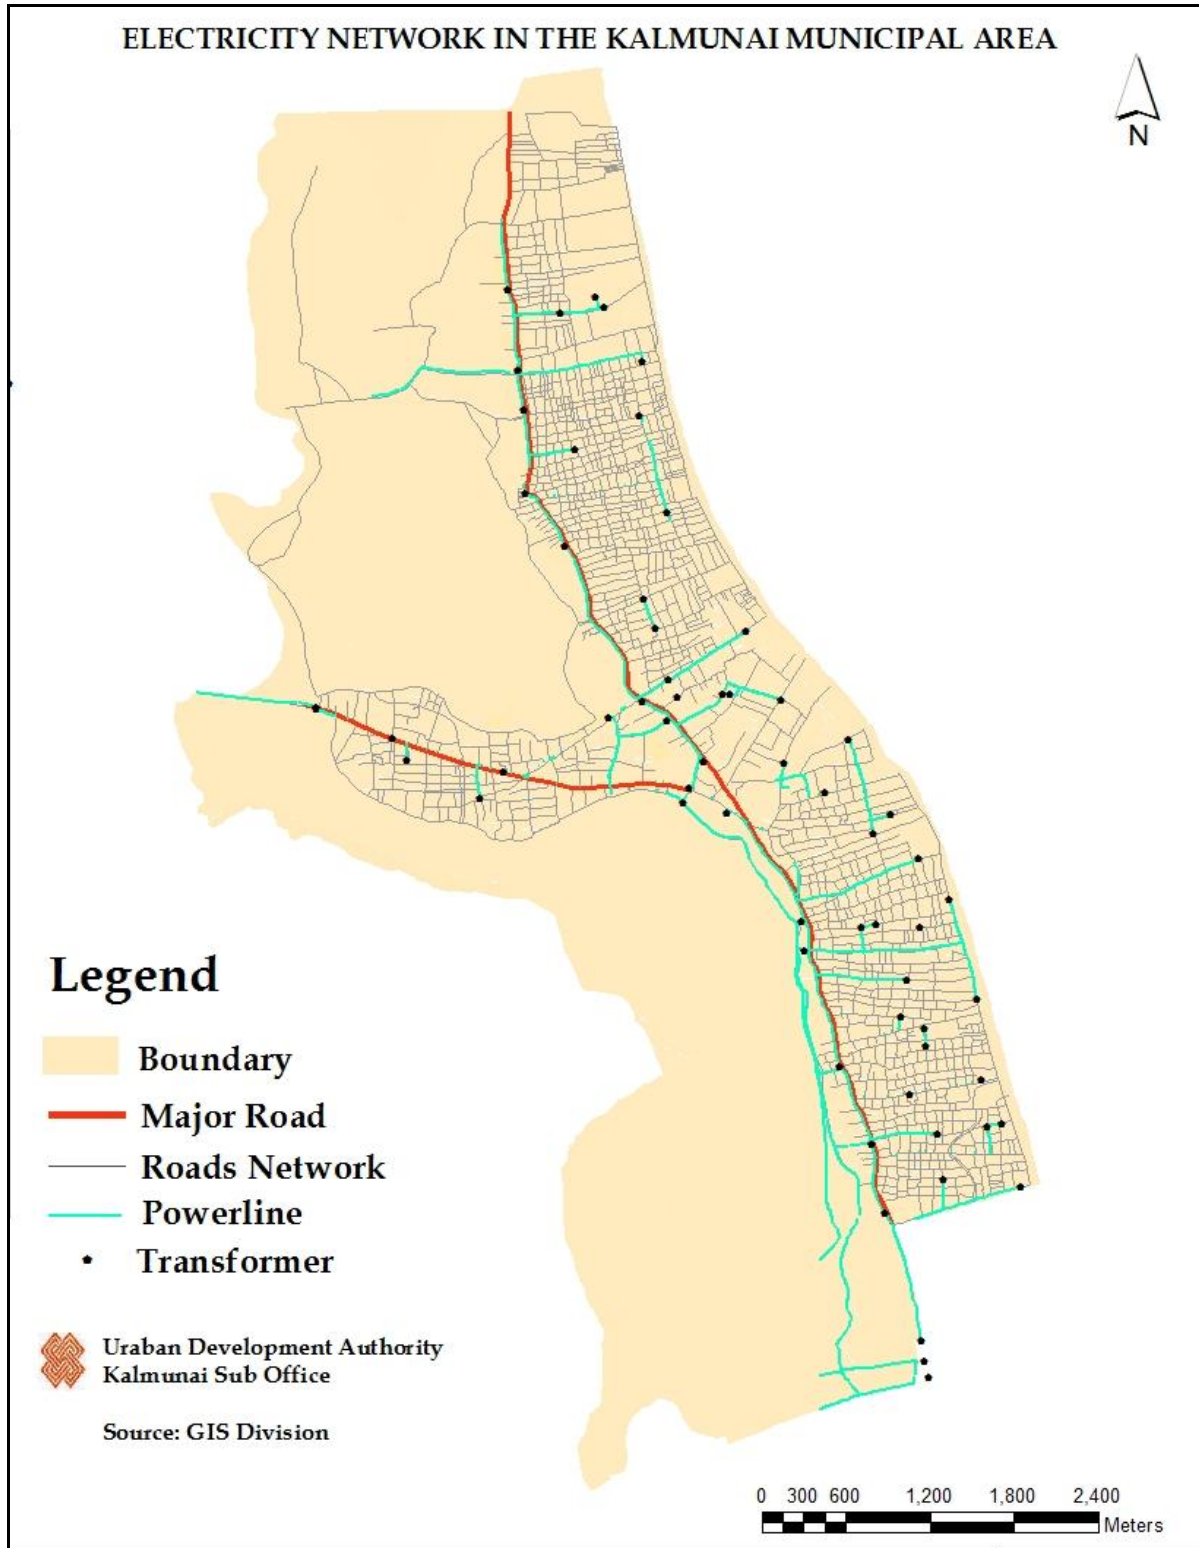 ELECTRICITY NETWORK IN THE KALMUNAI MUNICIPAL AREA
N
Legend
Boundary
Major Road
Roads Network
Powerline
Transformer
Uraban Development Authority
Kalmunai Sub Office
Source: GIS Division
0 300 600 1,200 1,800 2,400
Meters